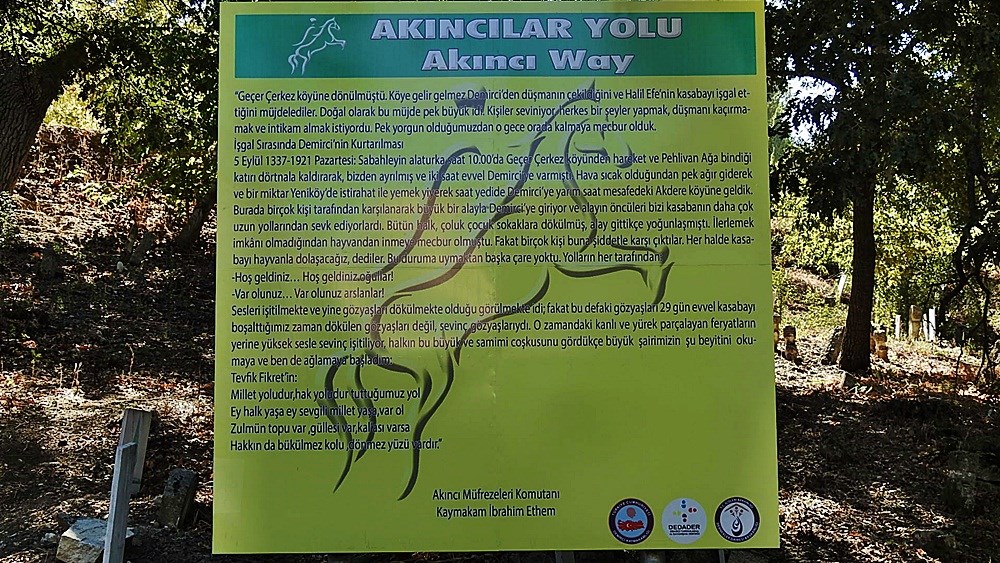 AKINCILAR YOLU
Akıncı Way
"Geçer Çerkez köyüne dönülmüştü. Köye gelir gelmez Demirci'den düşmanın çekildiğini ve Halil Efe'nin kasabayı işgal et-
tiğini müjdelediler. Doğal olarak bu müjde pek büyük idi. Kişiler seviniyor, herkes bir şeyler yapmak, düşmanı kaçırma-
mak ve intikam almak istiyordu. Pek yorgun olduğumuzdan o gece orada kalmaya mecbur olduk.
İşgal Sırasında Demirci'nin Kurtarılması
5 Eylül 1337-1921 Pazartesi: Sabahleyin alaturka saat 10.00'da Geçer Çerkez köyünden hareket ve Pehlivan Ağa bindiği
katırı dörtnala kaldırarak, bizden ayrılmış ve iki saat evvel Demirci'ye varmıştı. Hava sıcak olduğundan pek ağır giderek
ve bir miktar Yeniköy'de istirahat ile yemek yiyerek saat yedide Demirci'ye yarım saat mesafedeki Akdere köyüne geldik.
Burada birçok kişi tarafından karşılanarak büyük bir alayla Demirci'ye giriyor ve alayın öncüleri bizi kasabanın daha çok
uzun yollarından sevk ediyorlardı. Bütün halk, çoluk çocuk sokaklara dökülmüş, alay gittikçe yoğunlaşmıştı. İlerlemek
imkânı olmadığından hayvandan inmeye mecbur olmuştu. Fakat birçok kişi buna şiddetle karşı çıktılar. Her halde kasa-
bayı hayvanla dolaşacağız, dediler. Bu duruma uymaktan başka çare yoktu. Yolların her tarafından:
-Hoş geldiniz… Hoş geldiniz oğullar!
-Var olunuz… Var olunuz arslanlar!
Sesleri işitilmekte ve yine gözyaşları dökülmekte olduğu görülmekte idi; fakat bu defaki gözyaşları 29 gün evvel kasabayı
boşalttığımız zaman dökülen gözyaşları değil, sevinç gözyaşlarıydı. O zamandaki kanlı ve yürek parçalayan feryatların
yerine yüksek sesle sevinç işitiliyor, halkın bu büyük ve samimi coşkusunu gördükçe büyük şairimizin şu beyitini oku-
maya ve ben de ağlamaya başladım:
Tevfik Fikret'in:
Millet yoludur,hak yoludur tuttuğumuz yol
Ey halk yaşa ey sevgili millet yaşa,var ol
Zulmün topu var ,güllesi var,kalası varsa
Hakkın da bükülmez kolu ,dönmez yüzü vardır."
Akıncı Müfrezeleri Komutanı
Kaymakam İbrahim Ethem
DEDADER